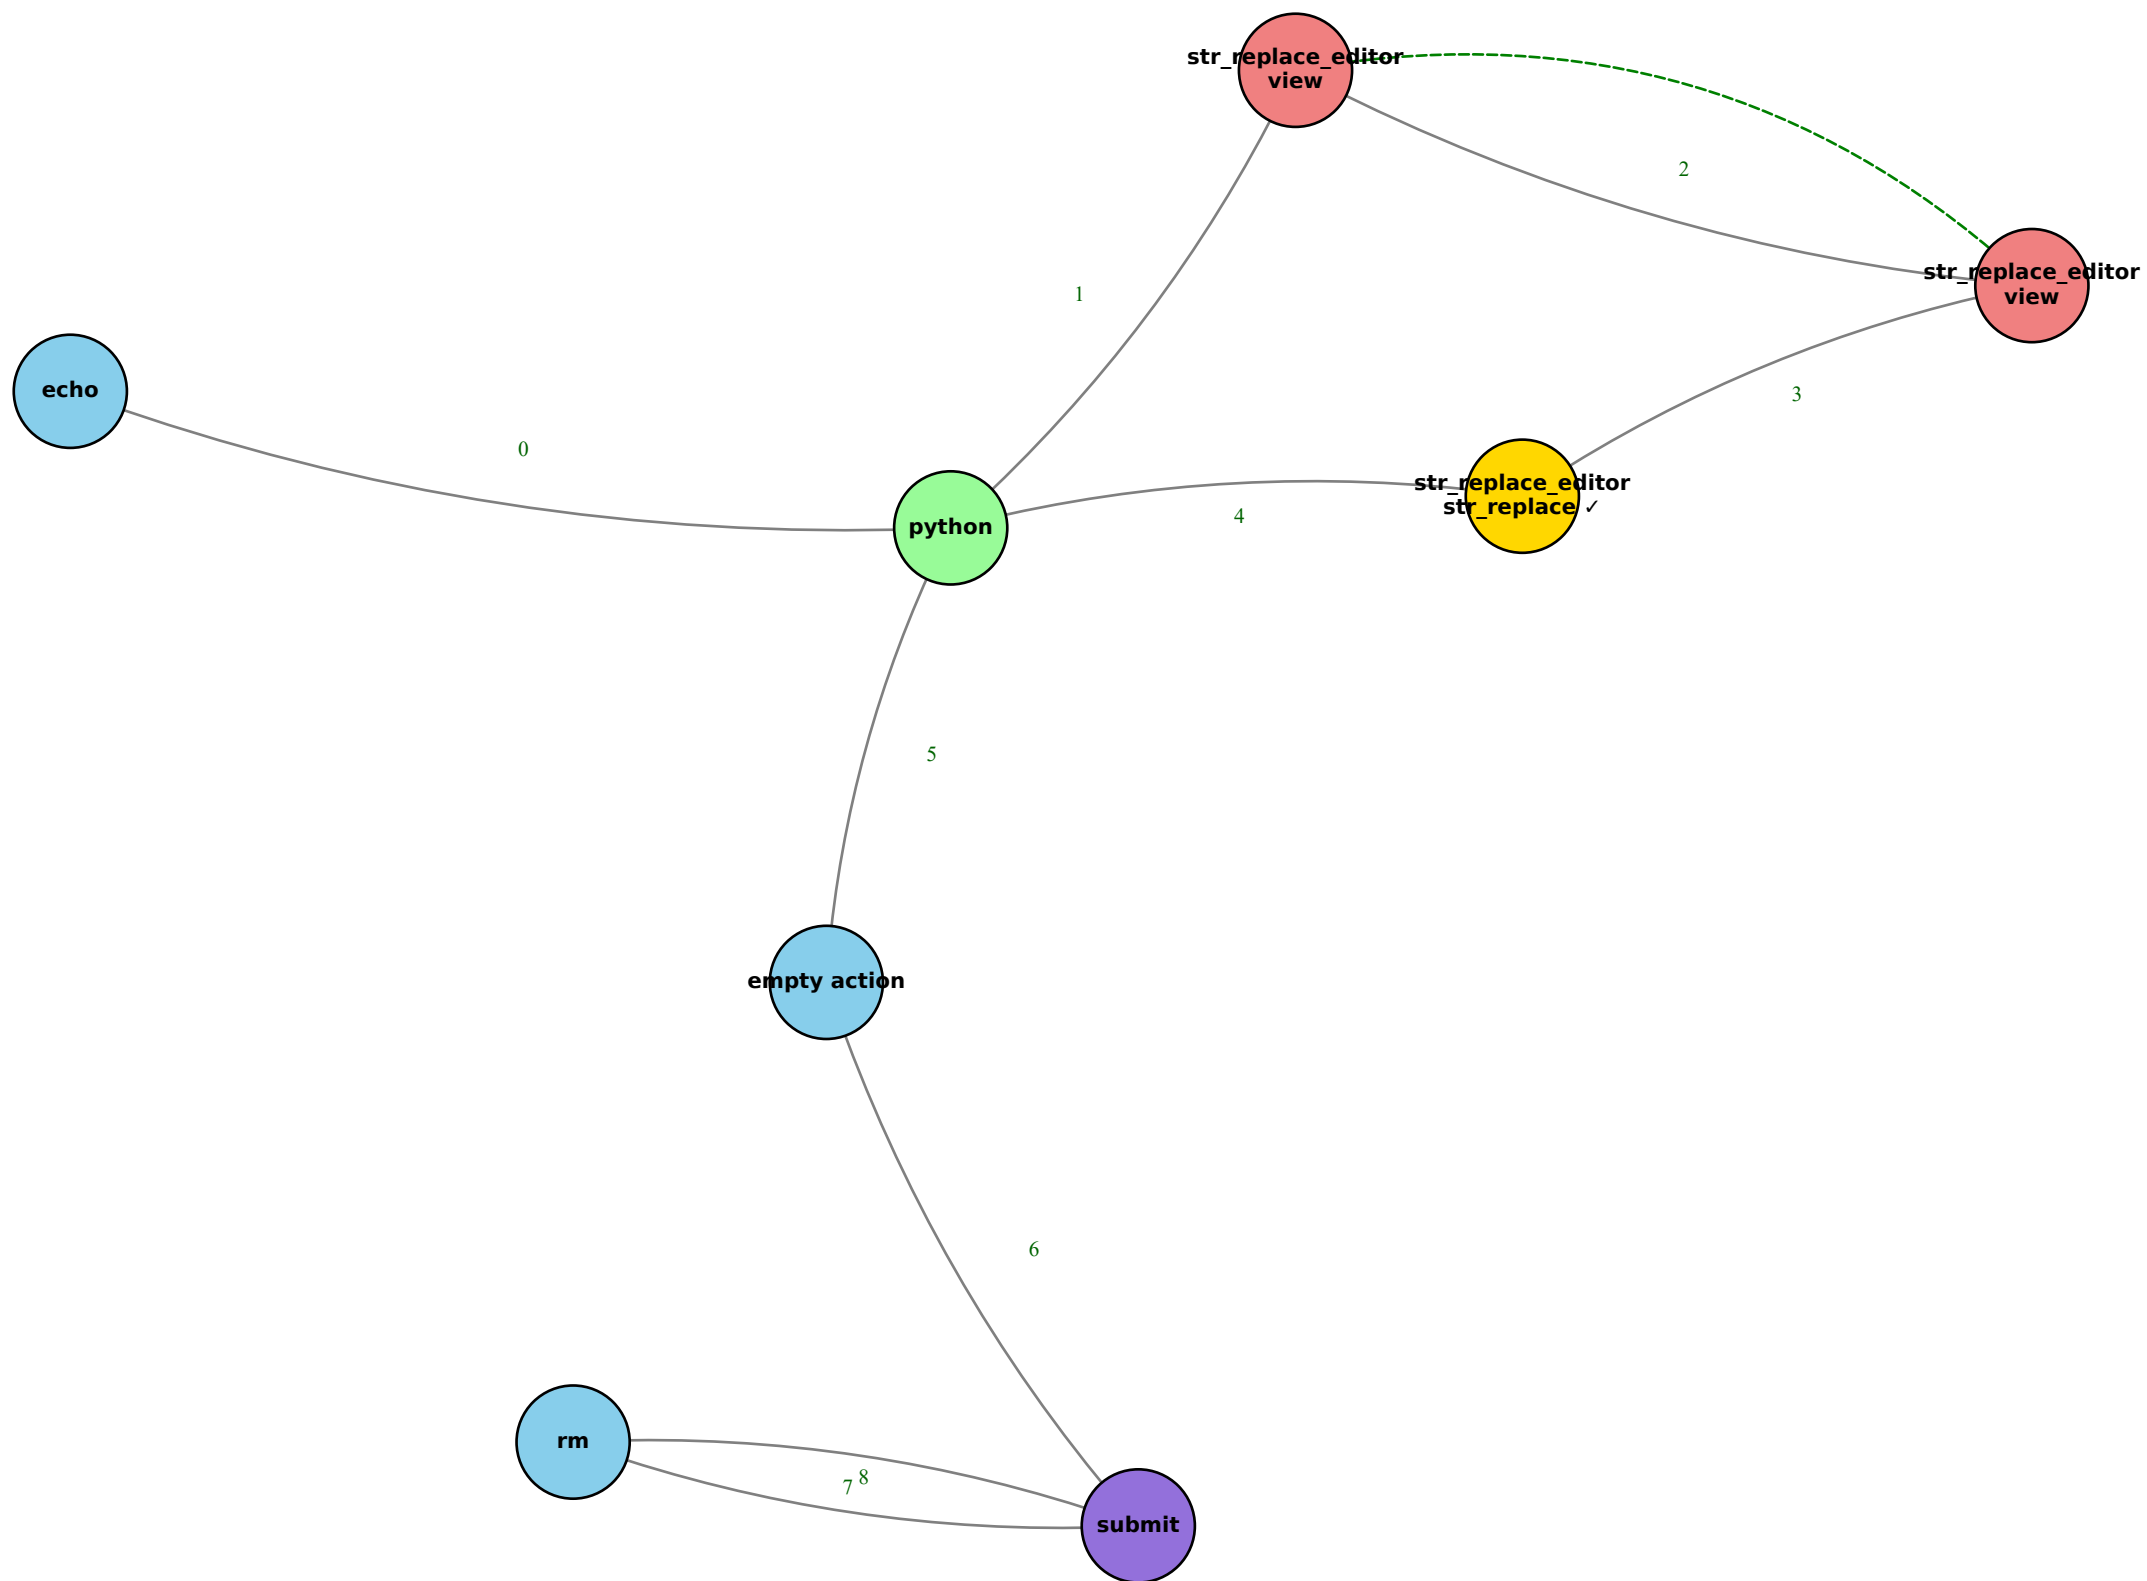 str_replace_editor
view
2
str_replace_editor
view
1
echo
3
0
str_replace_editor
str_replace ✓
4
python
5
empty action
6
rm
8
7
submit